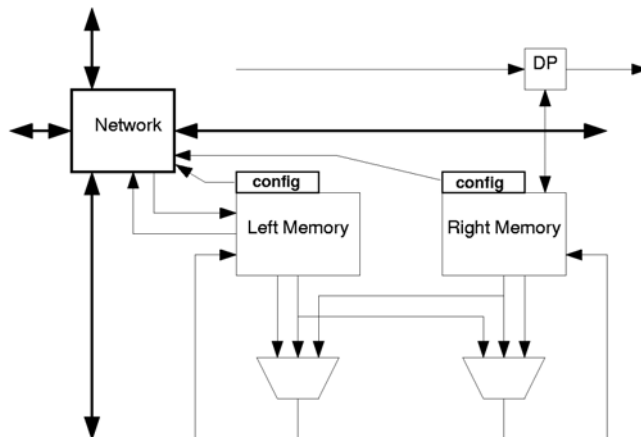 DP
Network
config
config
Left Memory
Right Memory